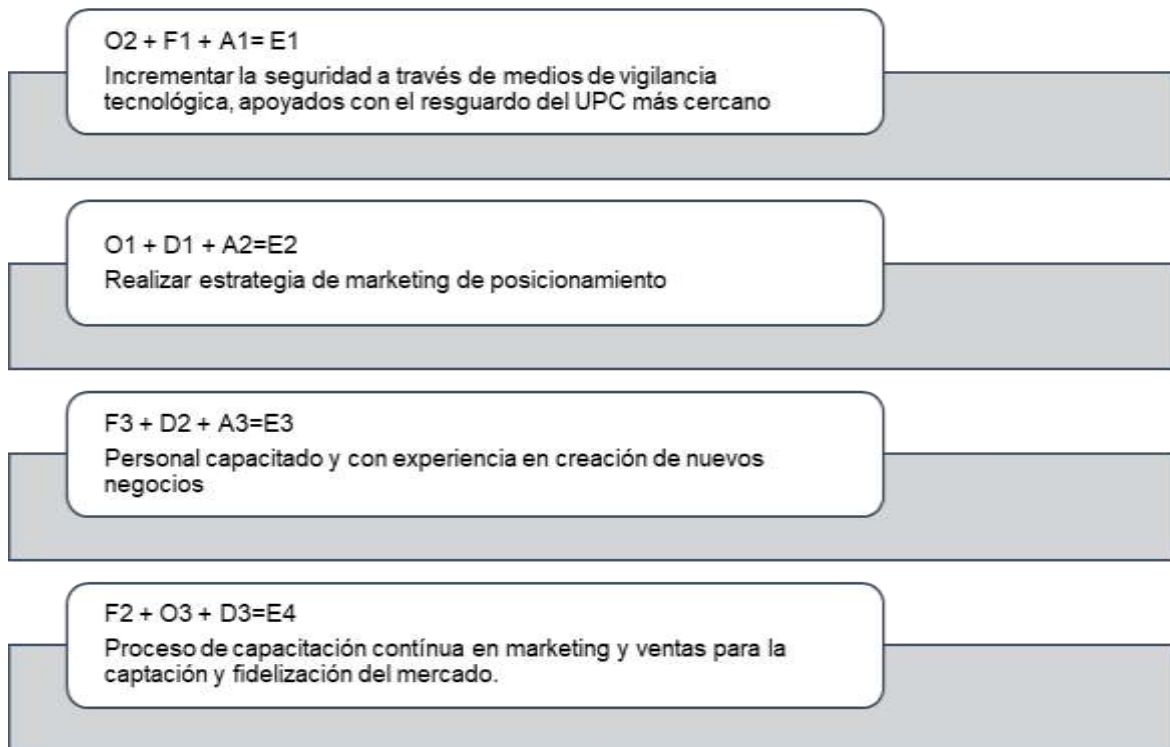 O2 + F1 + A1= E1
Incrementar la seguridad a través de medios de vigilancia
tecnológica, apoyados con el resguardo del UPC más cercano
O1 + D1 + A2=E2
Realizar estrategia de marketing de posicionamiento
F3 + D2 + A3=E3
Personal capacitado y con experiencia en creación de nuevos
negocios
F2 + O3 + D3=E4
Proceso de capacitación contínua en marketing y ventas para la
captación y fidelización del mercado.